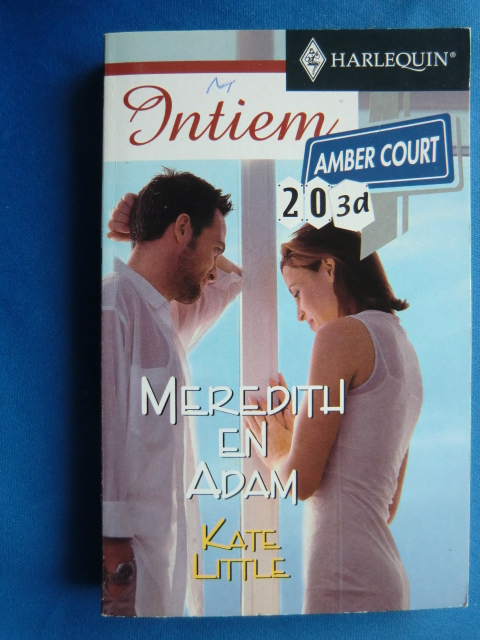 HARLEQUIN®
Intiem
AMBER COURT
20 3d
MEREDITH
EN
ADAM
KATE
LITTLE